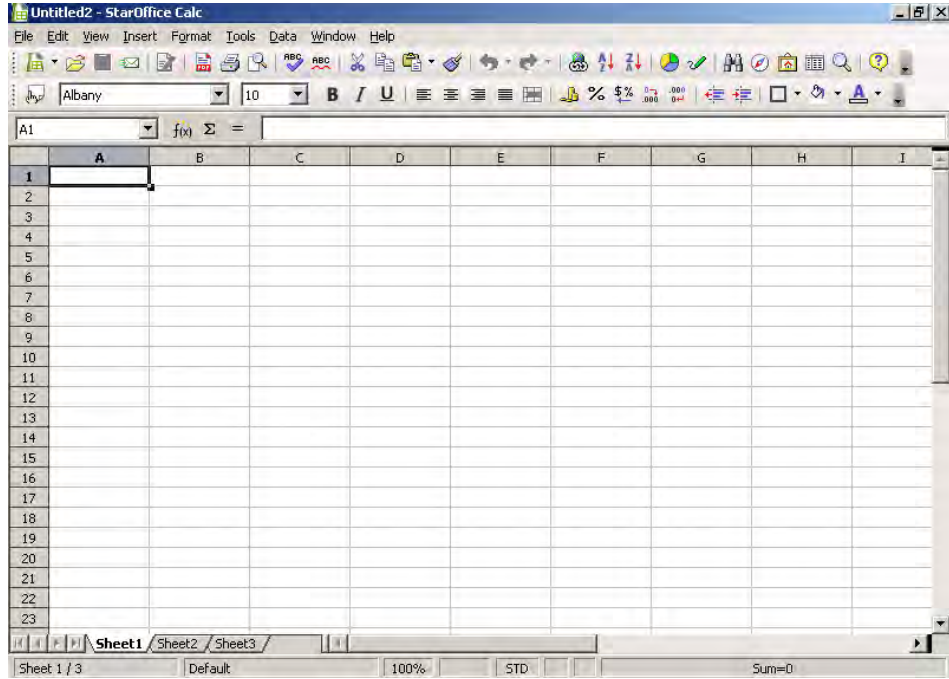 Untitled2 - StarOffice Calc
File Edit View Insert Format Tools Data Window Help
ABC ABC
Albany 10 B I U % $% A
A1 f(x) Σ =
A B C D E F G H I
1
2
3
4
5
6
7
8
9
10
11
12
13
14
15
16
17
18
19
20
21
22
23
Sheet1 Sheet2 Sheet3
Sheet 1 / 3 Default 100% STD Sum=0